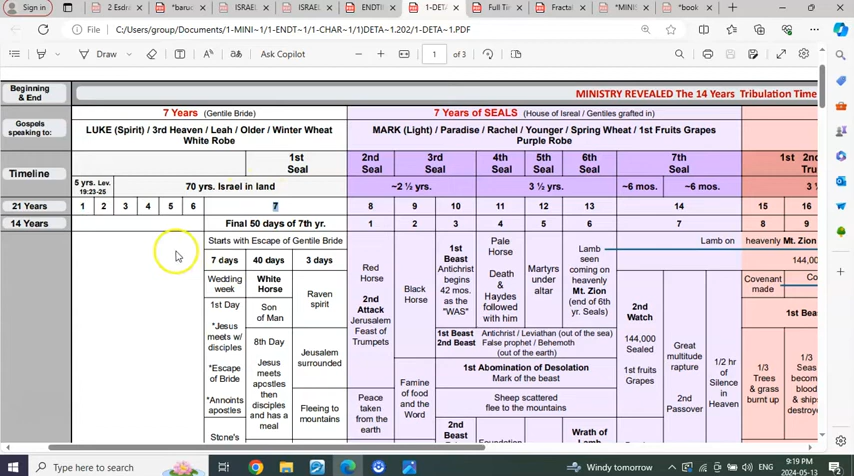 Sign in
2 Esdra
*baruc
ISRAEL
ISRAEL
ENDTIN
1-DETA
Full Tim
Fractal
*MINIS
*book
File
C:/Users/group/Documents/1-MINI~1/1-ENDT~1/1-CHAR~1/1)DETA~1.202/1-DETA~1.PDF
Draw
Ask Copilot
1
of 3
Beginning
& End
MINISTRY REVEALED The 14 Years Tribulation Time
Gospels
speaking to:
7 Years (Gentile Bride)
LUKE (Spirit) / 3rd Heaven / Leah / Older / Winter Wheat
White Robe
7 Years of SEALS (House of Isreal / Gentiles grafted in)
MARK (Light) / Paradise / Rachel / Younger / Spring Wheat / 1st Fruits Grapes
Purple Robe
Timeline
1st
Seal
2nd
Seal
3rd
Seal
4th
Seal
5th
Seal
6th
Seal
7th
Seal
1st
2nd
5 yrs. Lev.
19:23-25
70 yrs. Israel in land
~2 ½ yrs.
3 ½ yrs.
~6 mos.
~6 mos.
21 Years
1 2 3 4 5 6 7 8 9 10 11 12 13 14 15 16
14 Years
Final 50 days of 7th yr.
1 2 3 4 5 6 7 8 9
Starts with Escape of Gentile Bride
7 days
40 days
3 days
Wedding
week
1st Day
*Jesus
meets w/
disciples
*Escape
of Bride
*Annoints
apostles
Stone's
White
Horse
Son
of Man
8th Day
Jesus
meets
apostles
then
disciples
and has a
meal
Raven
spirit
Jeusalem
surrounded
Fleeing to
mountains
Red
Horse
2nd
Attack
Jerusalem
Feast of
Trumpets
Peace
taken
from the
earth
Black
Horse
Famine
of food
and the
Word
1st
Beast
Antichrist
begins
42 mos.
as the
"WAS"
Pale
Horse
Death
&
Haydes
followed
with him
Martyrs
under
altar
Lamb
seen
coming on
heavenly
Mt. Zion
(end of 6th
yr. Seals)
1st Beast
2nd Beast
Antichrist / Leviathan (out of the sea)
False prophet / Behemoth
(out of the earth)
1st Abomination of Desolation
Mark of the beast
Sheep scattered
flee to the mountains
2nd
Beast
Wrath of
Lamb on
heavenly Mt. Zion
144,000
2nd
Watch
144,000
Sealed
1st fruits
Grapes
Great
multitude
rapture
2nd
Passover
1/2 hr
of
Silence
in
Heaven
Covenant
made
1st Beas
1/3
Trees
& grass
burnt up
1/3
Seas
becom
blood
& ships
destroye
Type here to search
Windy tomorrow
ENG
9:19 PM
2024-05-13